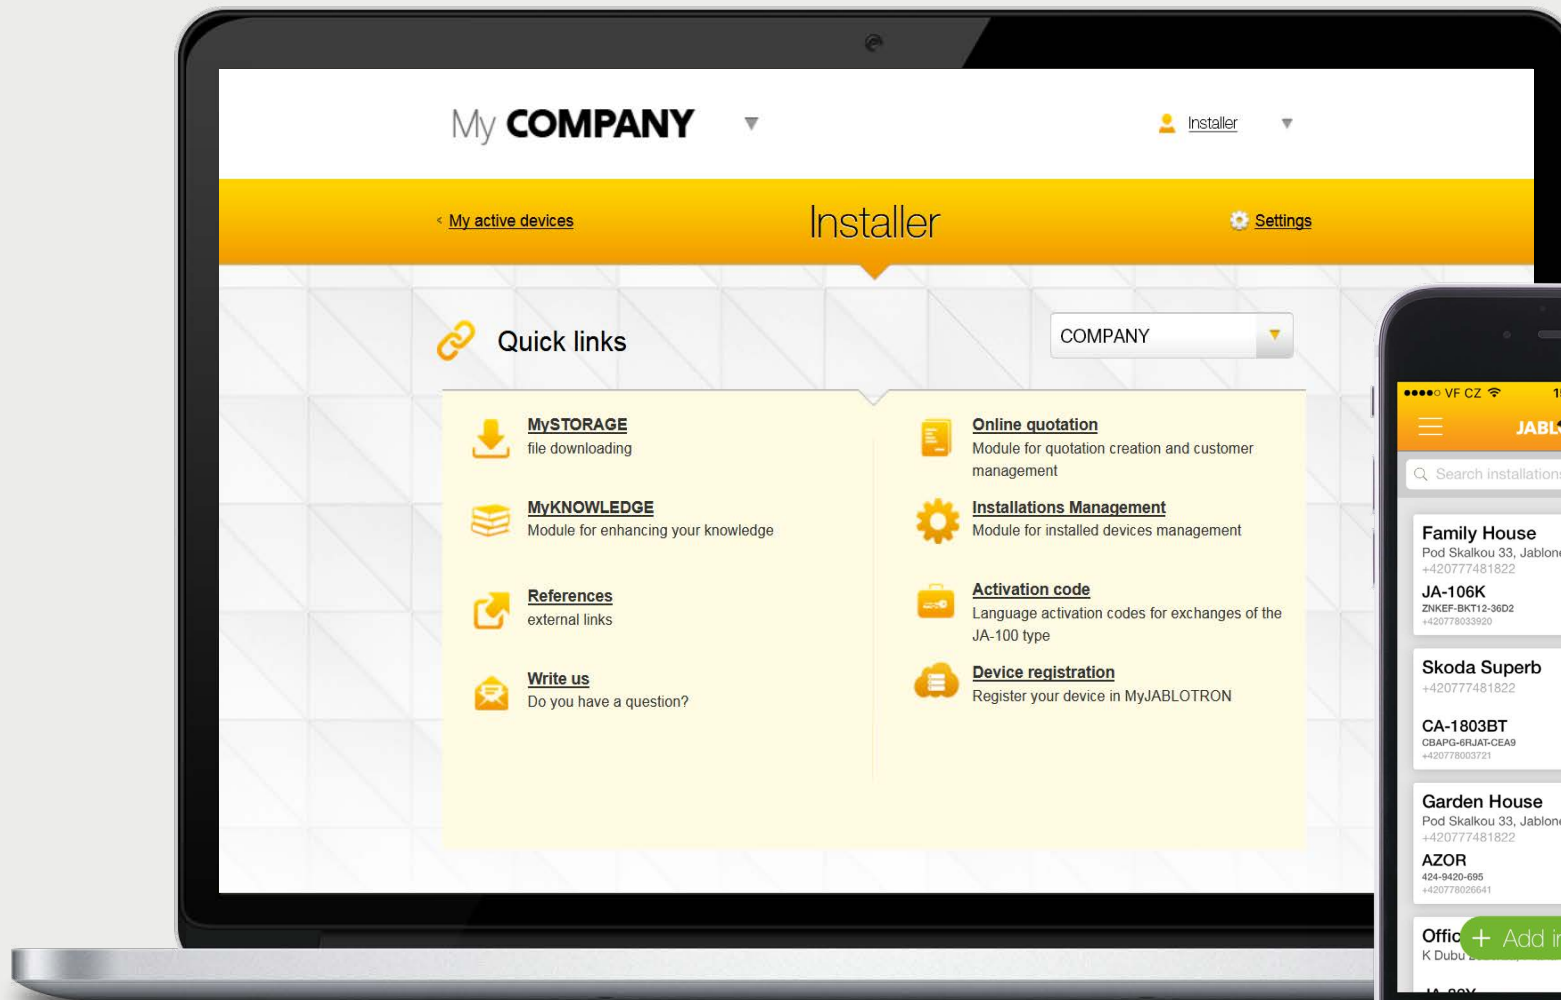 My COMPANY
Installer
My active devices
Installer
Settings
Quick links
COMPANY
MySTORAGE
file downloading
MyKNOWLEDGE
Module for enhancing your knowledge
References
external links
Write us
Do you have a question?
Online quotation
Module for quotation creation and customer
management
Installations Management
Module for installed devices management
Activation code
Language activation codes for exchanges of the
JA-100 type
Device registration
Register your device in MyJABLOTRON
VF CZ
Search installations
Family House
Pod Skalkou 33,
+420777481822
JA-106K
ZNKEF-BKT12-36D2
+420778033920
Skoda Superb
+420777481822
CA-1803BT
CBAPG-6RJAT-CEA9
+420778003721
Garden House
Pod Skalkou 33,
+420777481822
AZOR
424-9420-695
+420778026641
+ Add
K Dubu